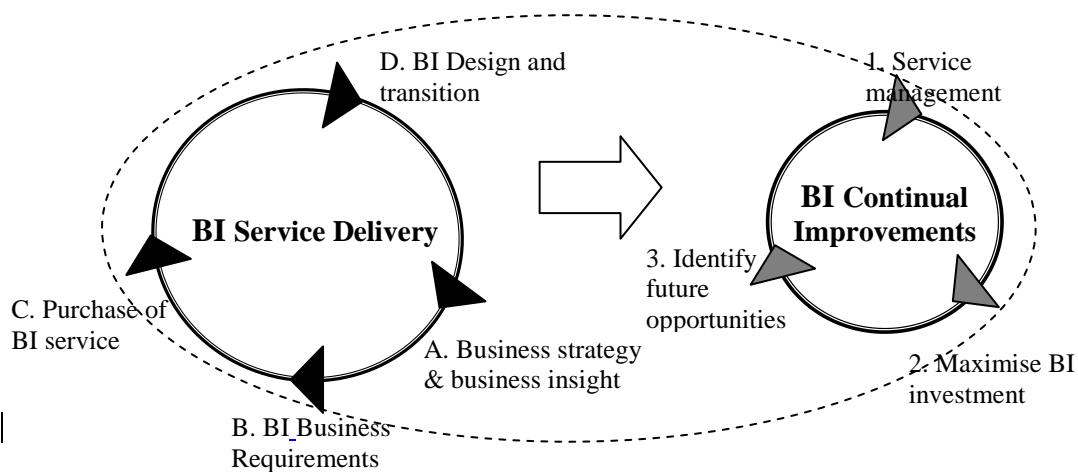 D. BI Design and
transition
1. Service
management
BI Service Delivery
BI Continual
Improvements
3. Identify
future
opportunities
C. Purchase of
BI service
A. Business strategy
& business insight
2. Maximise BI
investment
B. BI Business
Requirements